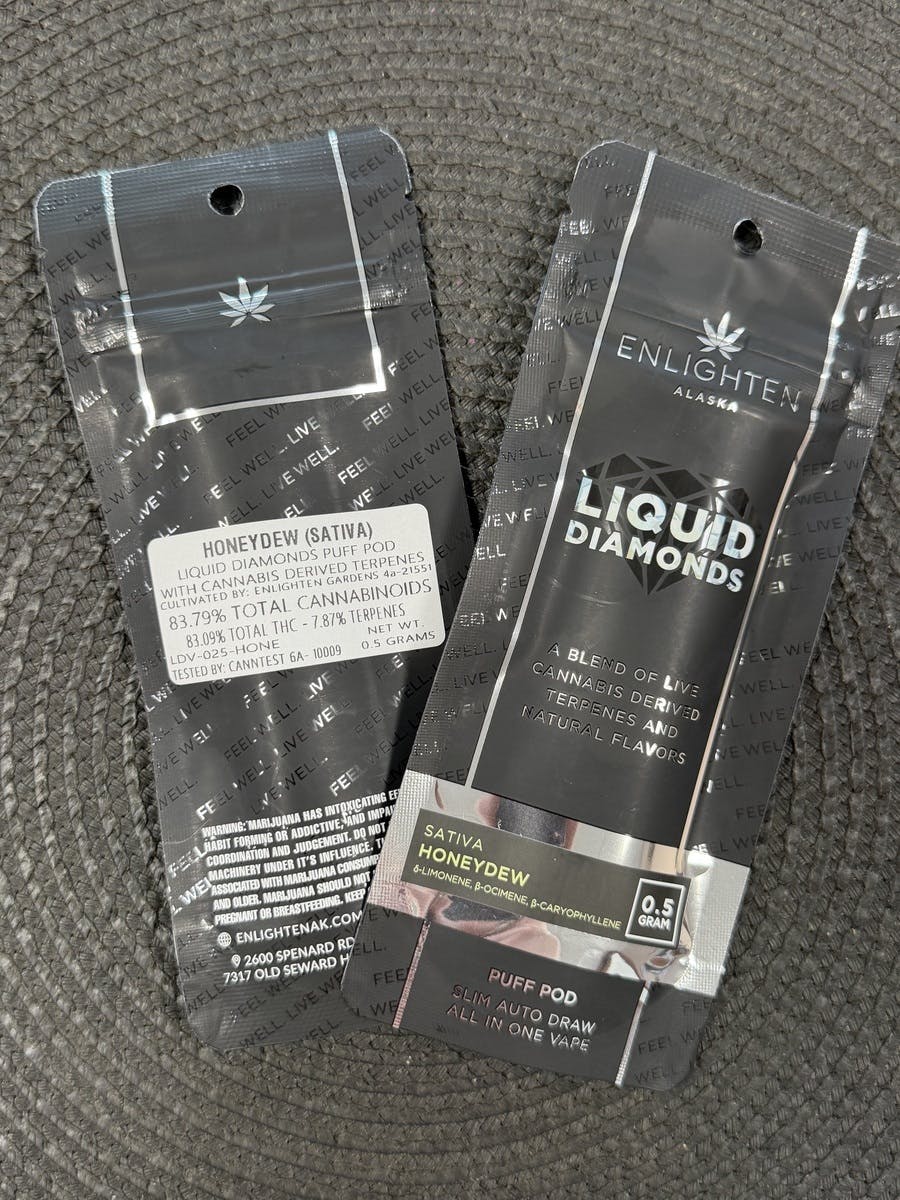 HONEYDEW (SATIVA)
LIQUID DIAMONDS PUFF POD
WITH CANNABIS DERIVED TERPENES
CULTIVATED BY: ENLIGHTEN GARDENS 4a-21551
83.79% TOTAL CANNABINOIDS
83.09% TOTAL THC - 7.87% TERPENES
LDV-025-HONE
NET WT.
0.5 GRAMS
TESTED BY: CANNTEST 6A- 10009
WARNING: MARIJUANA HAS INTOXICATING
HABIT FORMING OR ADDICTIVE, AND
COORDINATION AND JUDGEMENT. DO NOT
MACHINERY UNDER IT'S INFLUENCE.
ASSOCIATED WITH MARIJUANA
AND OLDER. MARIJUANA SHOULD NOT
PREGNANT OR BREASTFEEDING. KEEP
ENLIGHTENAK.COM
2600 SPENARD RD
7317 OLD SEWARD
FEEL WELL. LIVE WELL.
ENLIGHTEN
ALASKA
LIQUID
DIAMONDS
A BLEND OF LIVE
CANNABIS DERIVED
TERPENES AND
NATURAL FLAVORS
SATIVA
HONEYDEW
δ-LIMONENE, β-OCIMENE, β-CARYOPHYLLENE
0.5
GRAM
PUFF POD
SLIM AUTO DRAW
ALL IN ONE VAPE